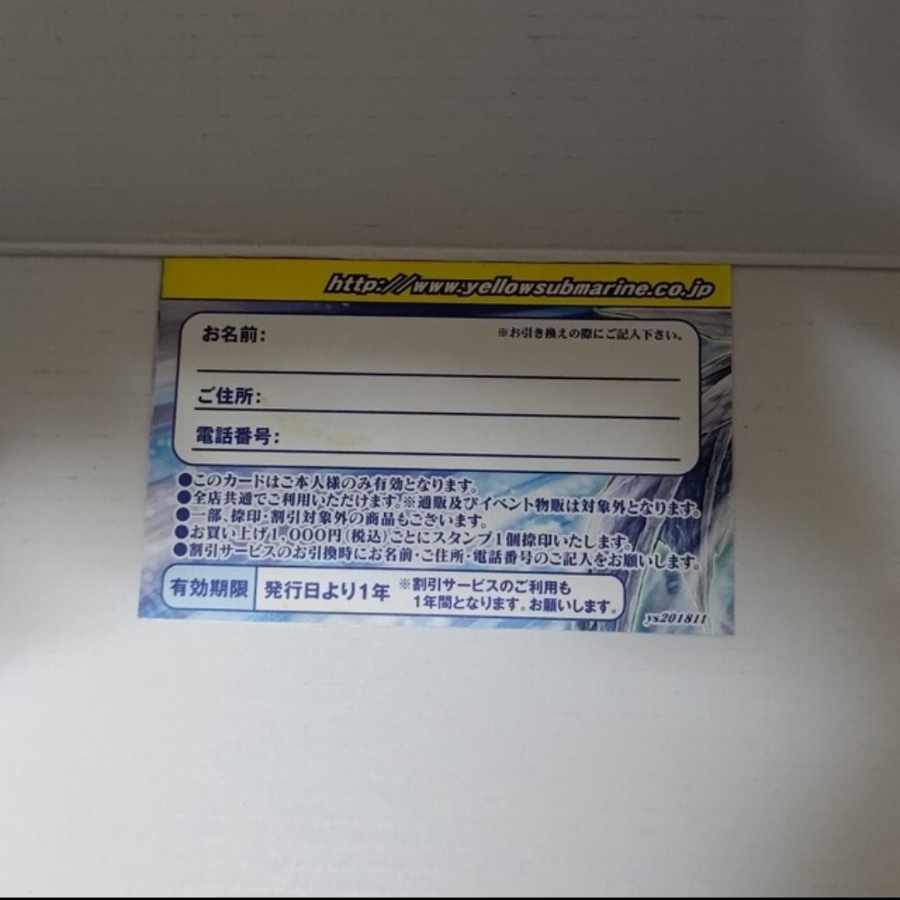 http://www.yellowsubmarine.co.jp
お名前：
※お引き換えの際にご記入下さい。
ご住所：
電話番号：
●このカードはご本人様のみ有効となります。
●全店共通でご利用いただけます。※通販及びイベント物販は対象外となります。
●一部、捺印・割引対象外の商品もございます。
●お買い上げ1,000円(税込)ごとにスタンプ1個捺印いたします。
●割引サービスのお引換時にお名前・ご住所・電話番号のご記入をお願いします。
有効期限 発行日より1年 ※割引サービスのご利用も
1年間となります。お願いします。
ys201811